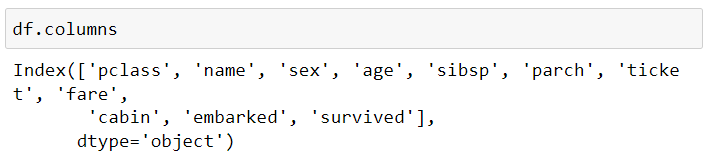 df.columns
Index(['pclass', 'name', 'sex', 'age', 'sibsp', 'parch', 'ticke
t', 'fare',
       'cabin', 'embarked', 'survived'],
      dtype='object')